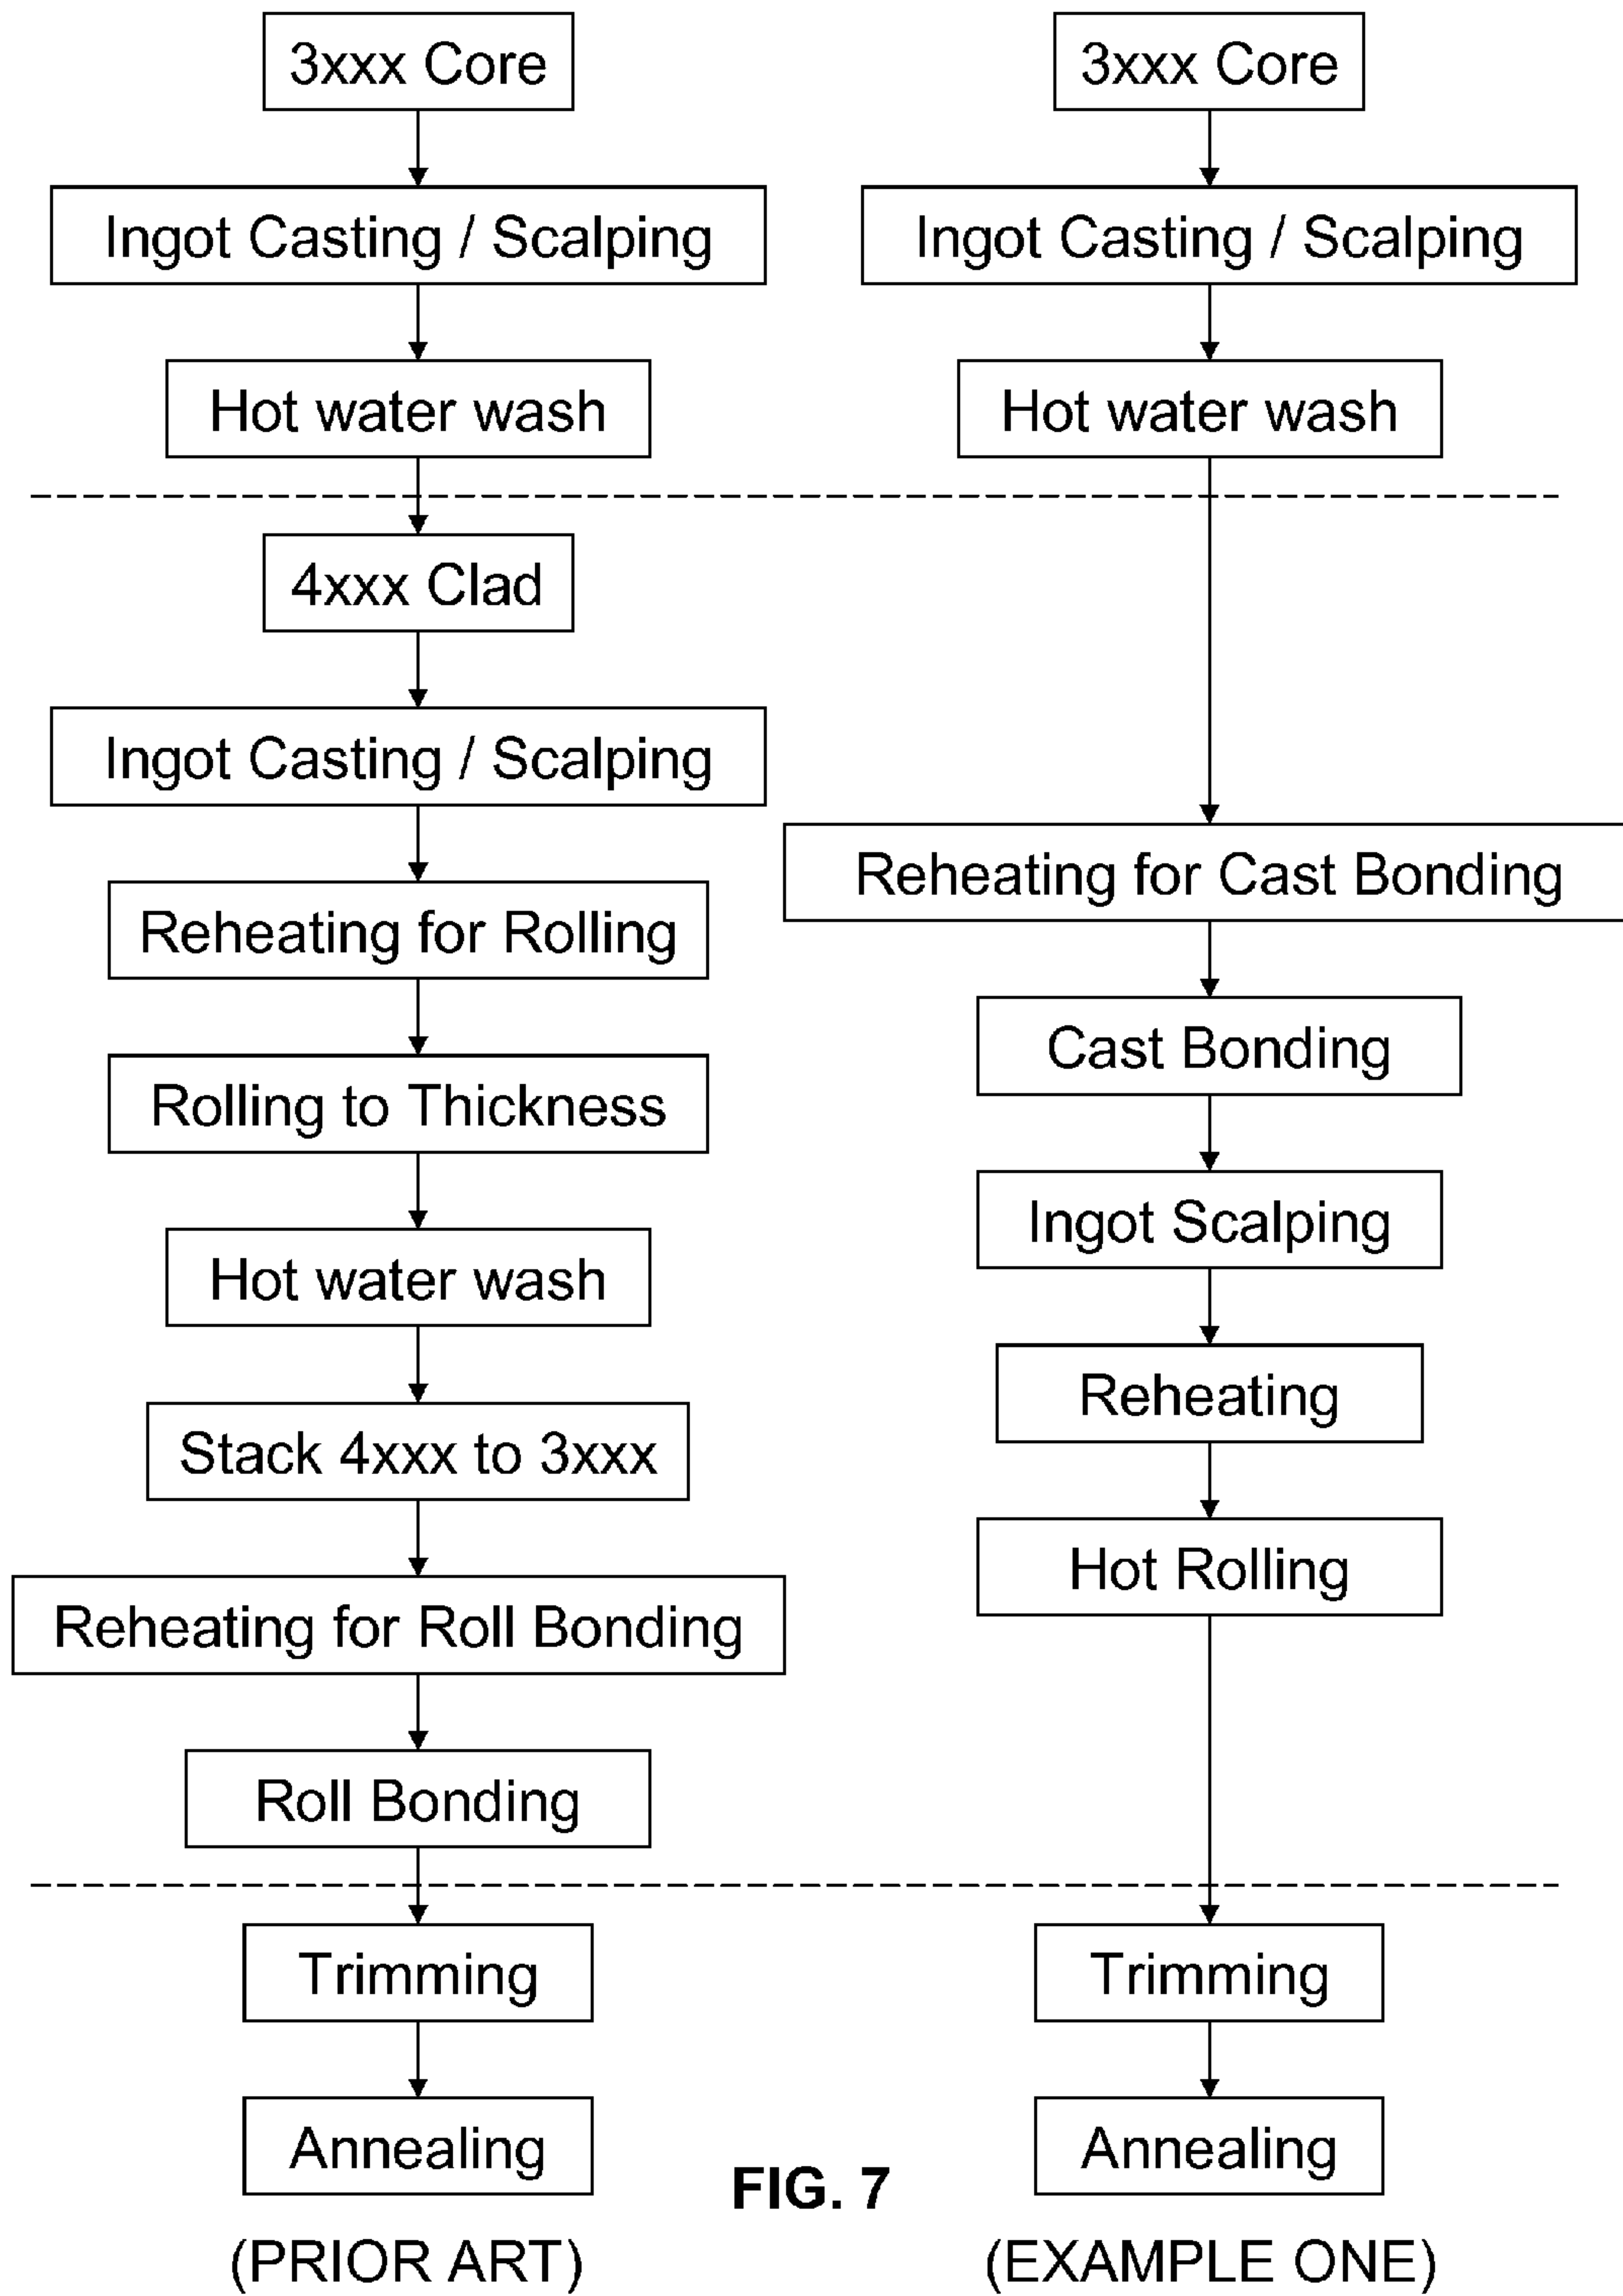 3xxx Core
Ingot Casting / Scalping
Hot water wash
4xxx Clad
Ingot Casting / Scalping
Reheating for Rolling
Rolling to Thickness
Hot water wash
Stack 4xxx to 3xxx
Reheating for Roll Bonding
Roll Bonding
Trimming
Annealing
(PRIOR ART)
3xxx Core
Ingot Casting / Scalping
Hot water wash
Reheating for Cast Bonding
Cast Bonding
Ingot Scalping
Reheating
Hot Rolling
Trimming
Annealing
(EXAMPLE ONE)
FIG. 7